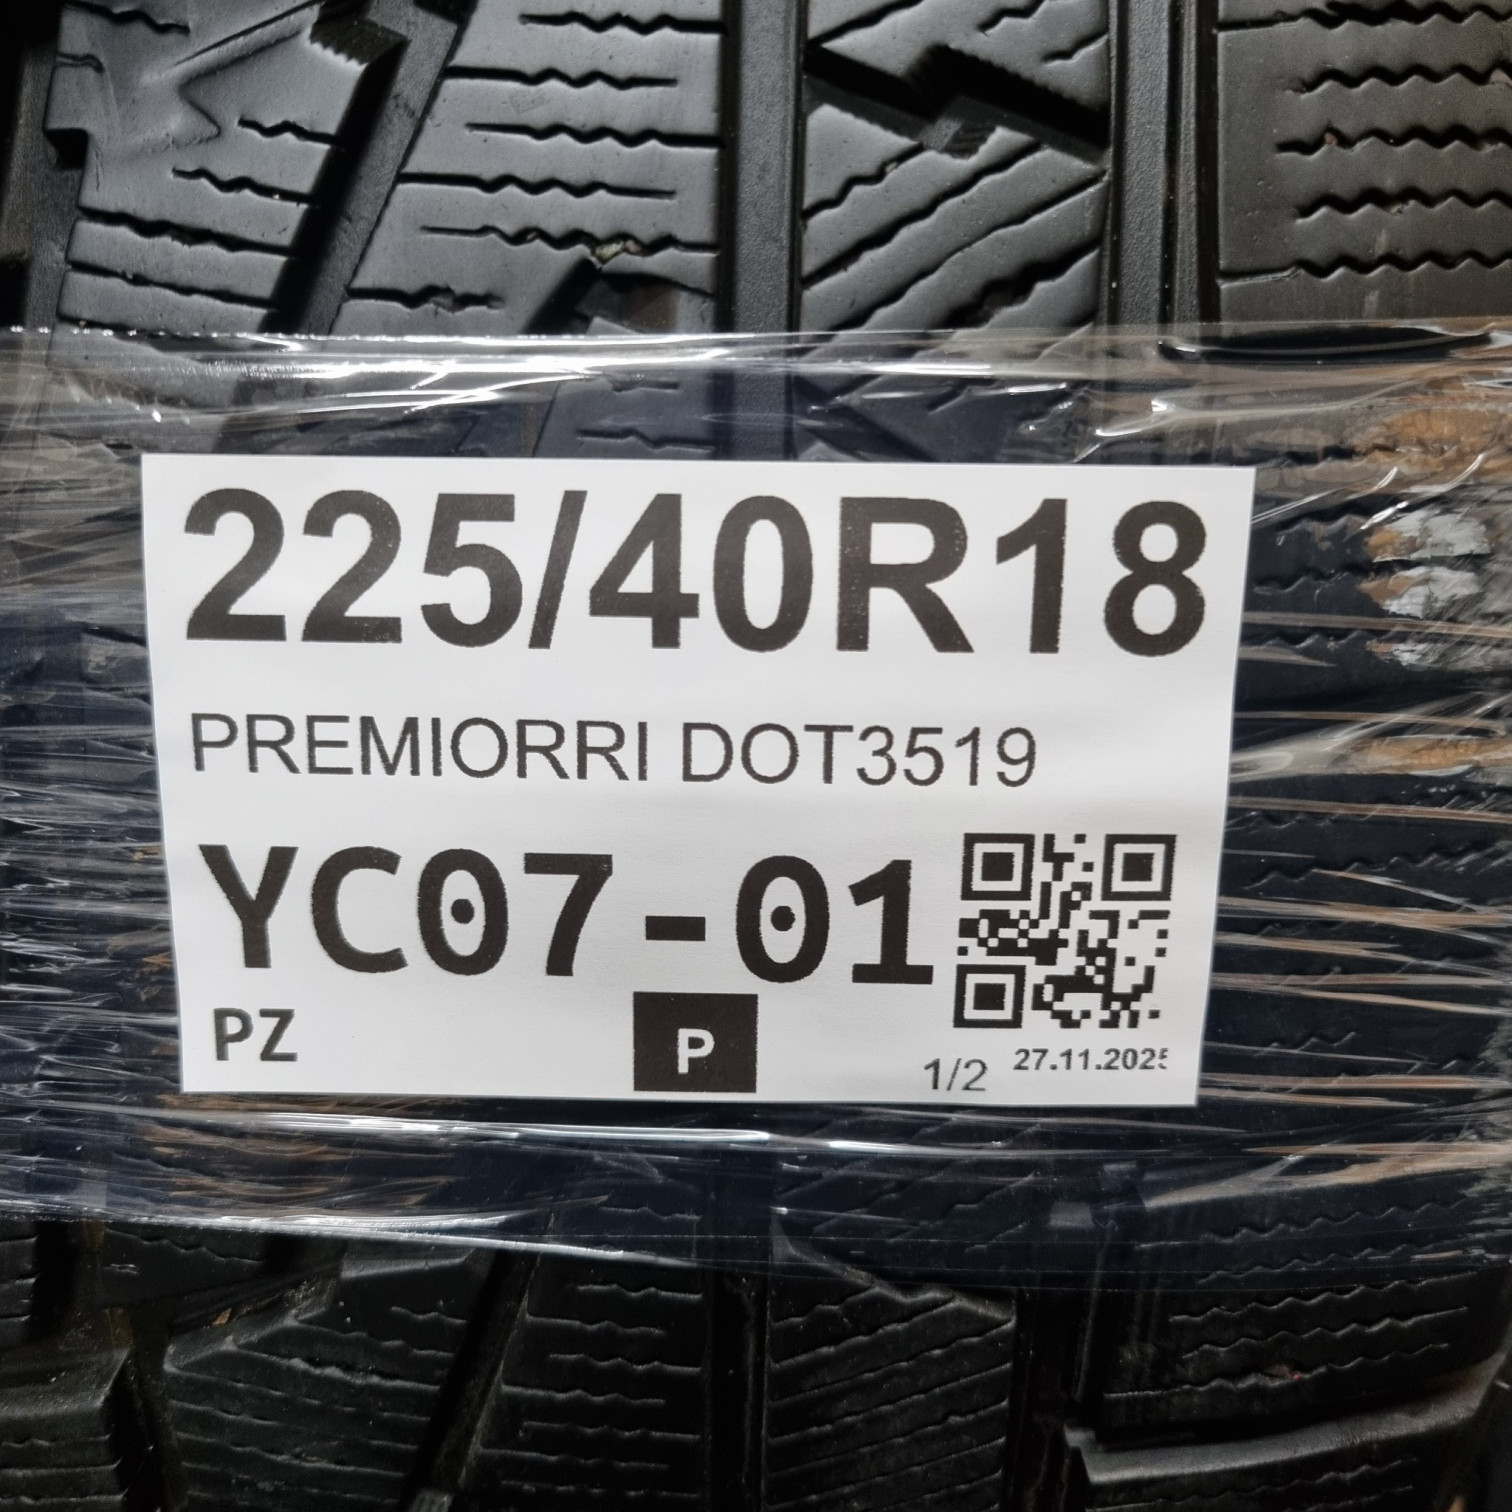 225/40R18
PREMIORRI DOT3519
YC07-01
PZ
P
1/2
27.11.2025